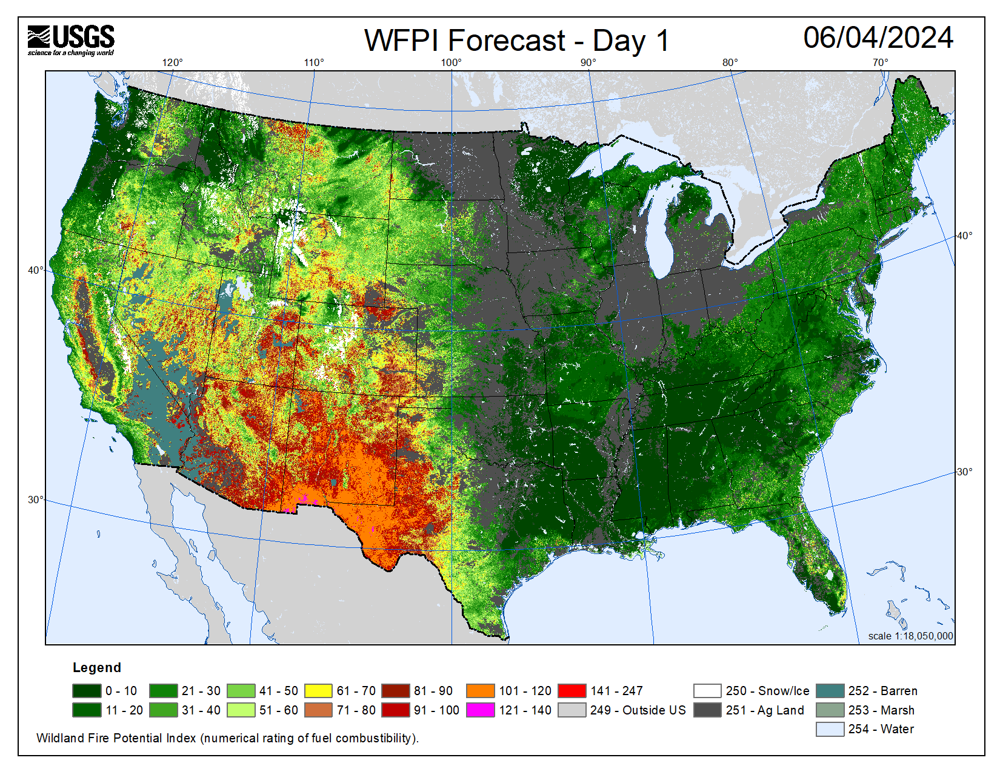 USGS
science for a changing world
WFPI Forecast - Day 1
06/04/2024
120°
110°
100°
90°
80°
70°
40°
40°
30°
30°
scale 1:18,050,000
Legend
0 - 10
21 - 30
41 - 50
61 - 70
81 - 90
101 - 120
141 - 247
250 - Snow/Ice
252 - Barren
11 - 20
31 - 40
51 - 60
71 - 80
91 - 100
121 - 140
249 - Outside US
251 - Ag Land
253 - Marsh
254 - Water
Wildland Fire Potential Index (numerical rating of fuel combustibility).